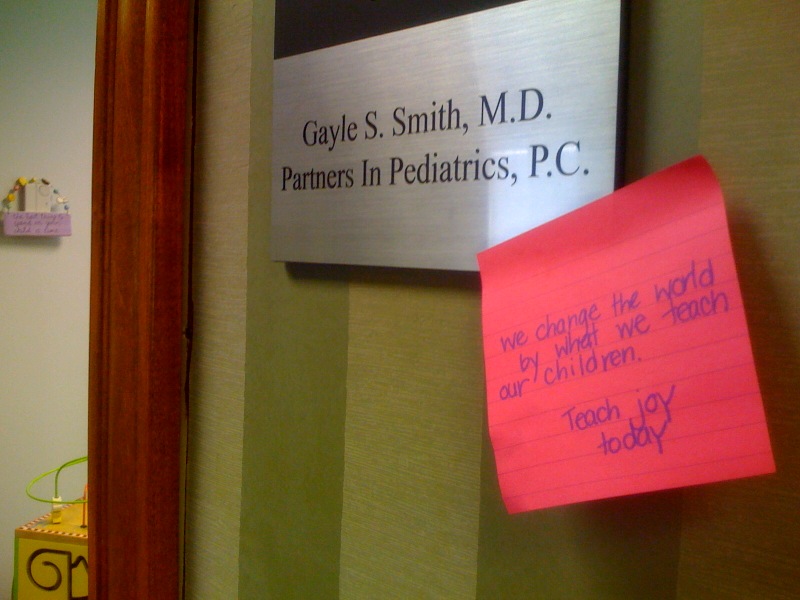 Gayle S. Smith, M.D.
Partners In Pediatrics, P.C.
we change the world
by what we teach
our children.
Teach joy
today